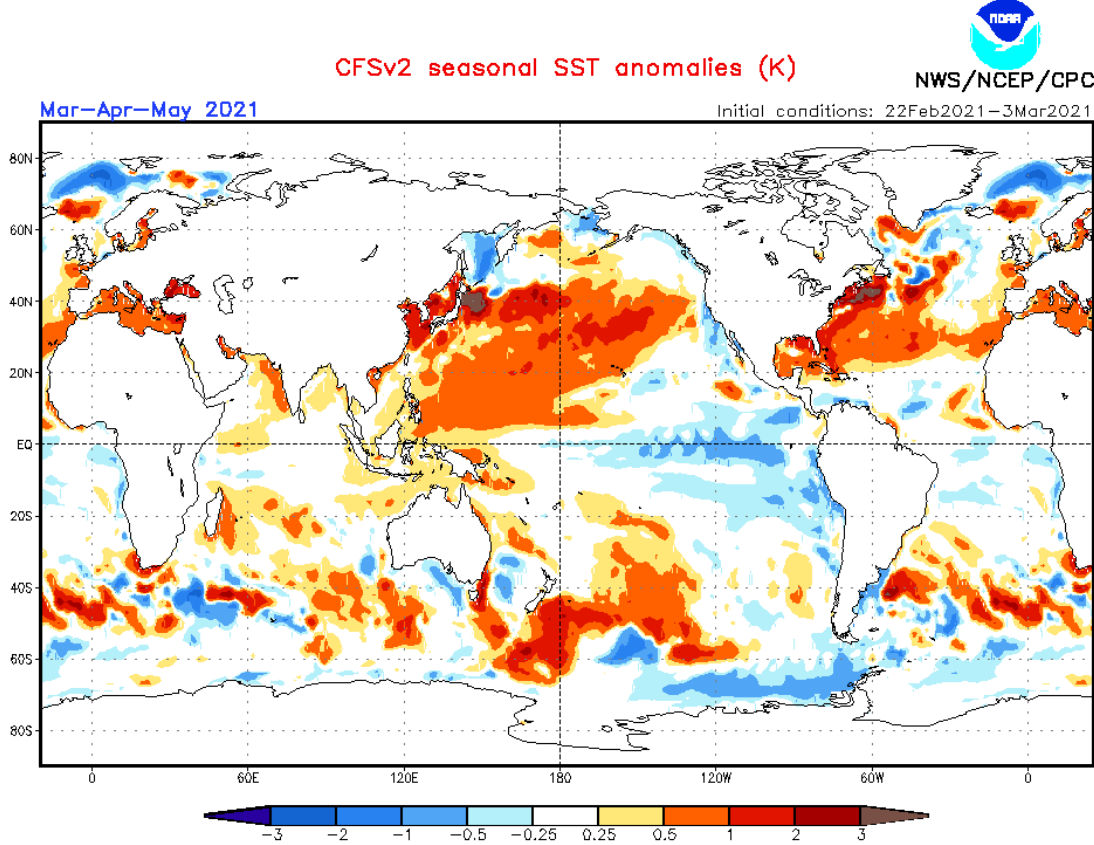 NOAA
CFSv2 seasonal SST anomalies (K)
NWS/NCEP/CPC
Mar-Apr-May 2021
Initial conditions: 22Feb2021-3Mar2021
80N
60N
40N
20N
EQ
20S
40S
60S
80S
0 60E 120E 180 120W 60W 0
-3 -2 -1 -0.5 -0.25 0.25 0.5 1 2 3